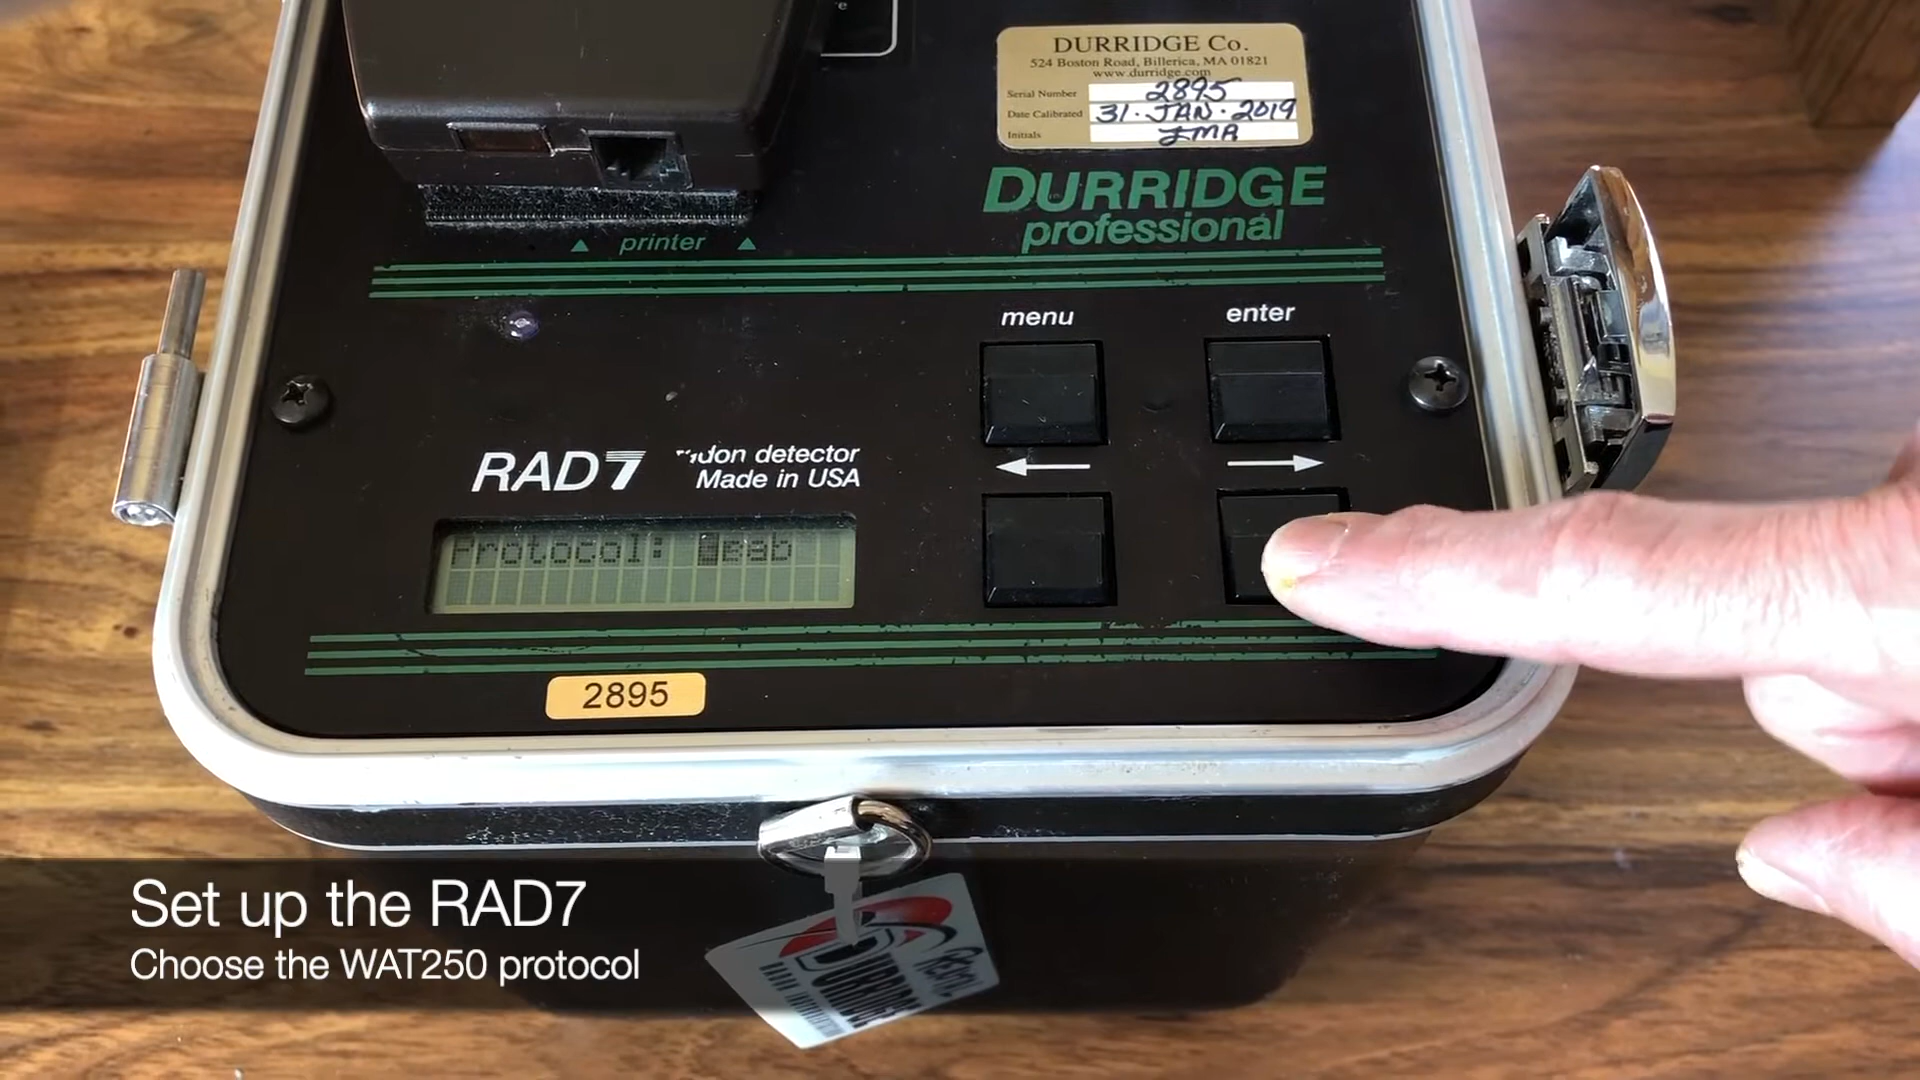 DURRIDGE Co.
524 Boston Road, Billerica, MA 01821
www.durridge.com
Serial Number 2895
Date Calibrated 31·JAN·2019
Initials
DURRIDGE
professional
printer
menu
enter
RAD7
detector
Made in USA
Protocol:
2895
Set up the RAD7
Choose the WAT250 protocol
DURRIDGE